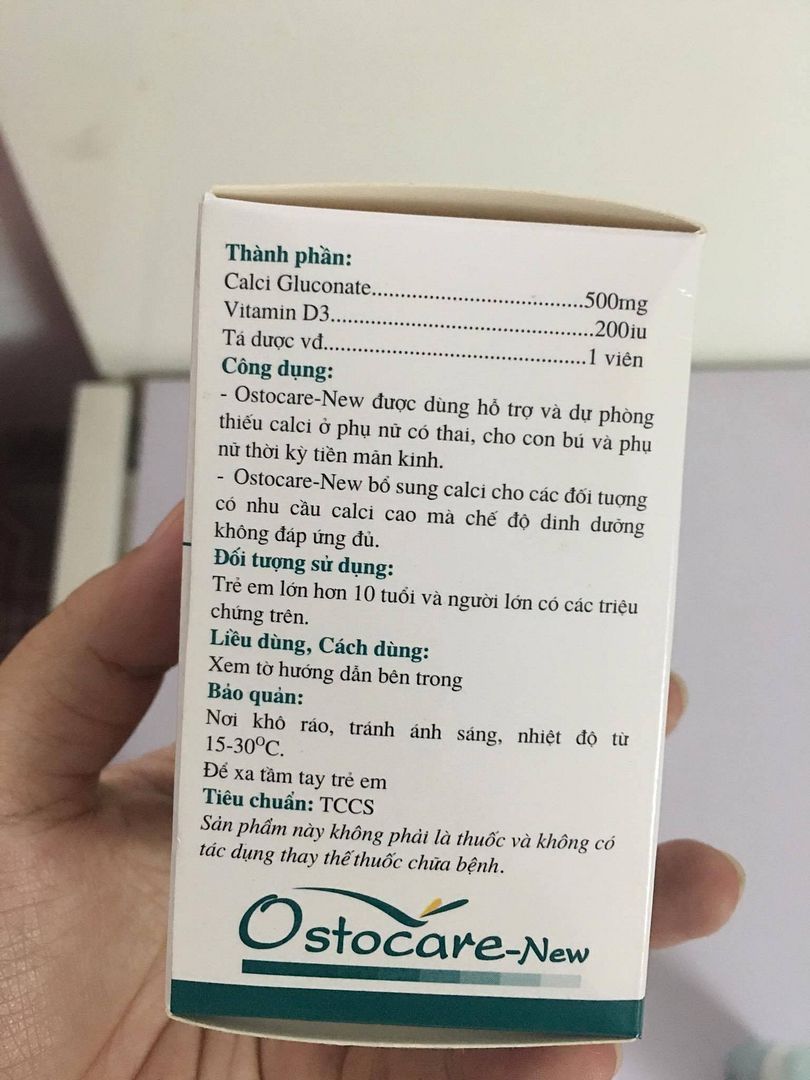 Thành phần:
Calci Gluconate.....................................500mg
Vitamin D3..............................................200iu
Tá dược vđ..............................................1 viên
Công dụng:
- Ostocare-New được dùng hỗ trợ và dự phòng
thiếu calci ở phụ nữ có thai, cho con bú và phụ
nữ thời kỳ tiền mãn kinh.
- Ostocare-New bổ sung calci cho các đối tượng
có nhu cầu calci cao mà chế độ dinh dưỡng
không đáp ứng đủ.
Đối tượng sử dụng:
Trẻ em lớn hơn 10 tuổi và người lớn có các triệu
chứng trên.
Liều dùng, Cách dùng:
Xem tờ hướng dẫn bên trong
Bảo quản:
Nơi khô ráo, tránh ánh sáng, nhiệt độ từ
15-30⁰C.
Để xa tầm tay trẻ em
Tiêu chuẩn: TCCS
Sản phẩm này không phải là thuốc và không có
tác dụng thay thế thuốc chữa bệnh.
Ostocare-New